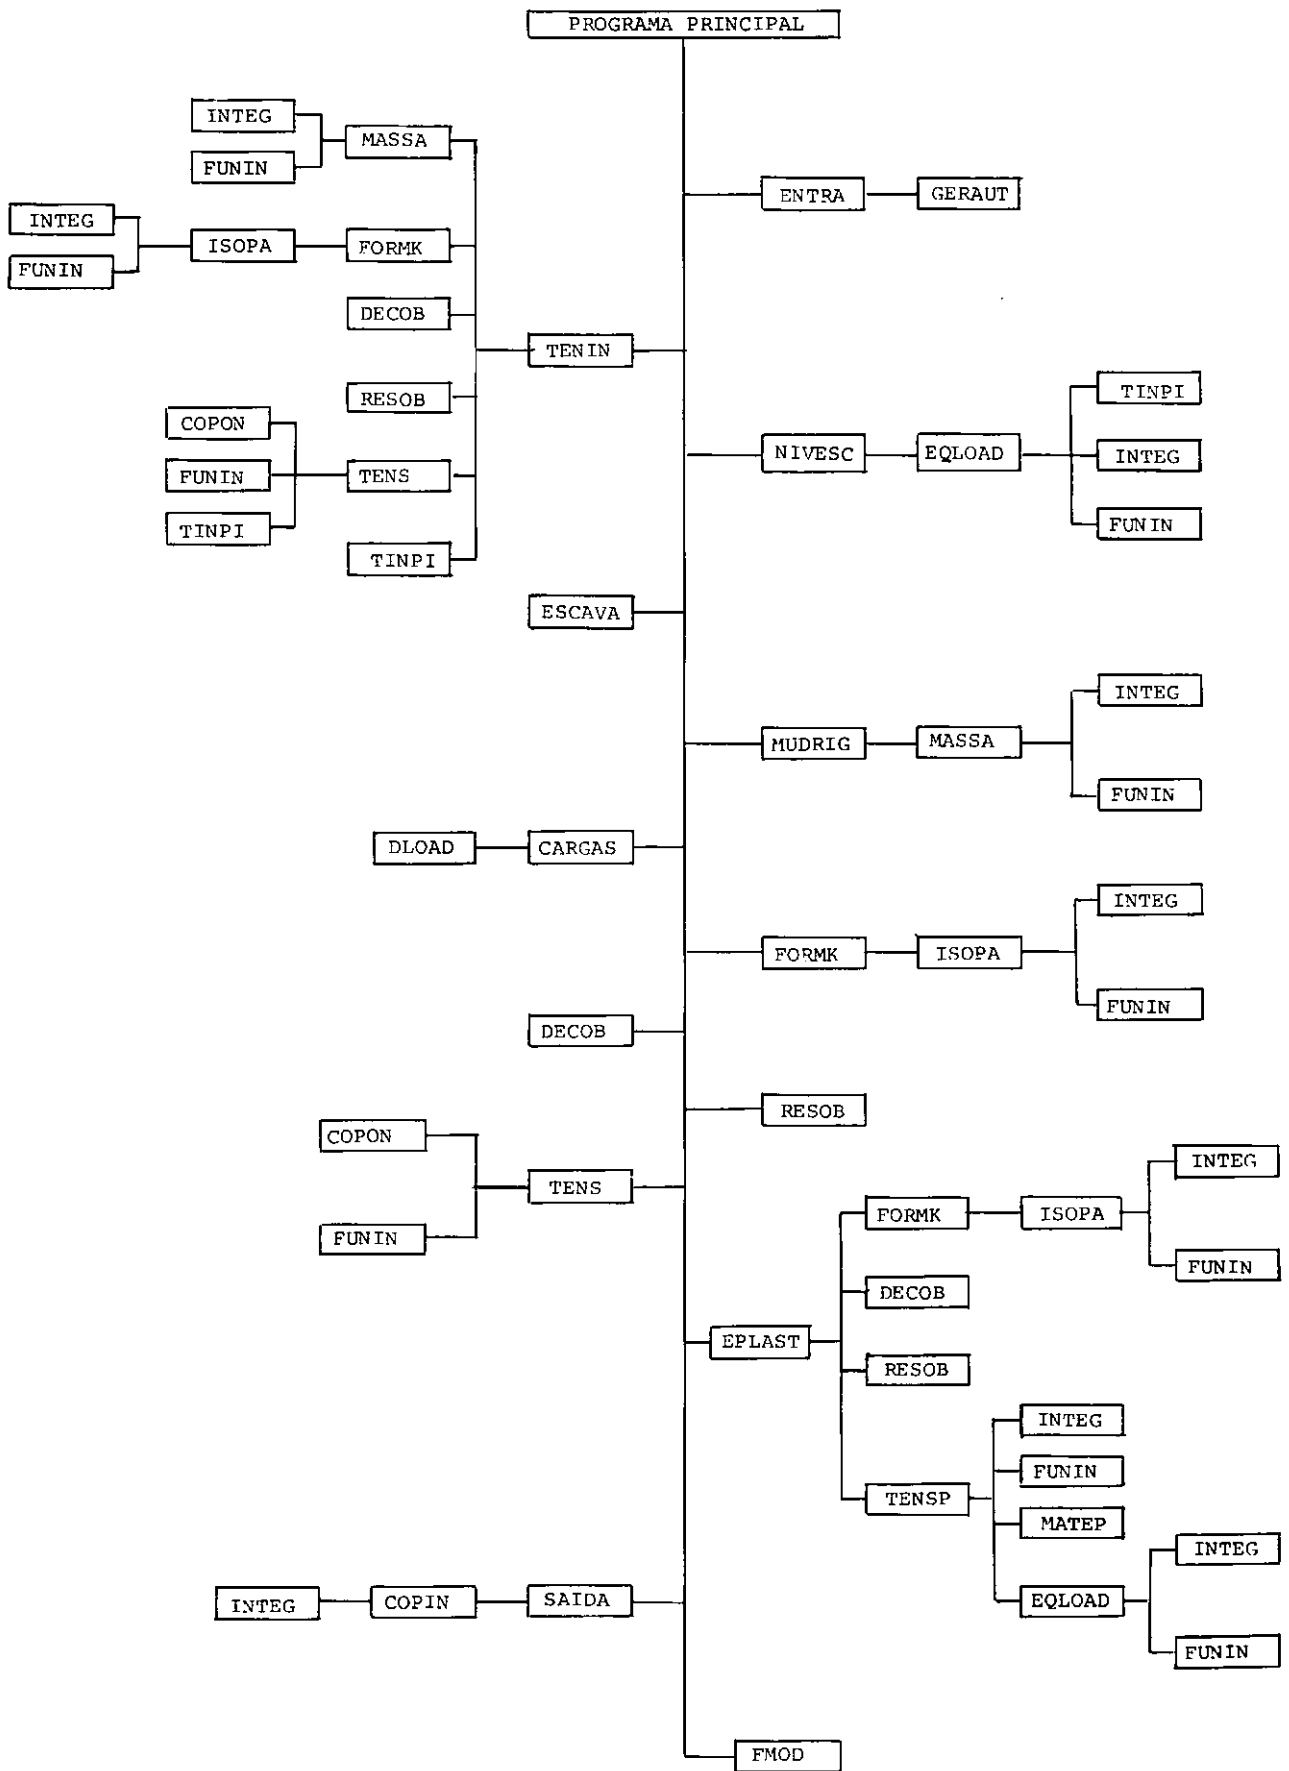 PROGRAMA PRINCIPAL
INTEG
MASSA
FUNIN
ENTRA
GERAUT
INTEG
ISOPA
FORMK
FUNIN
DECOB
TENIN
TINPI
RESOB
COPON
NIVESC
EQLOAD
INTEG
FUNIN
TENS
TINPI
FUNIN
TINPI
ESCAVA
INTEG
MUDRIG
MASSA
FUNIN
DLOAD
CARGAS
INTEG
FORMK
ISOPA
FUNIN
DECOB
RESOB
COPON
INTEG
TENS
FORMK
ISOPA
FUNIN
FUNIN
DECOB
EPLAST
RESOB
INTEG
FUNIN
TENSP
MATEP
INTEG
INTEG
COPIN
SAIDA
EQLOAD
FUNIN
FMOD